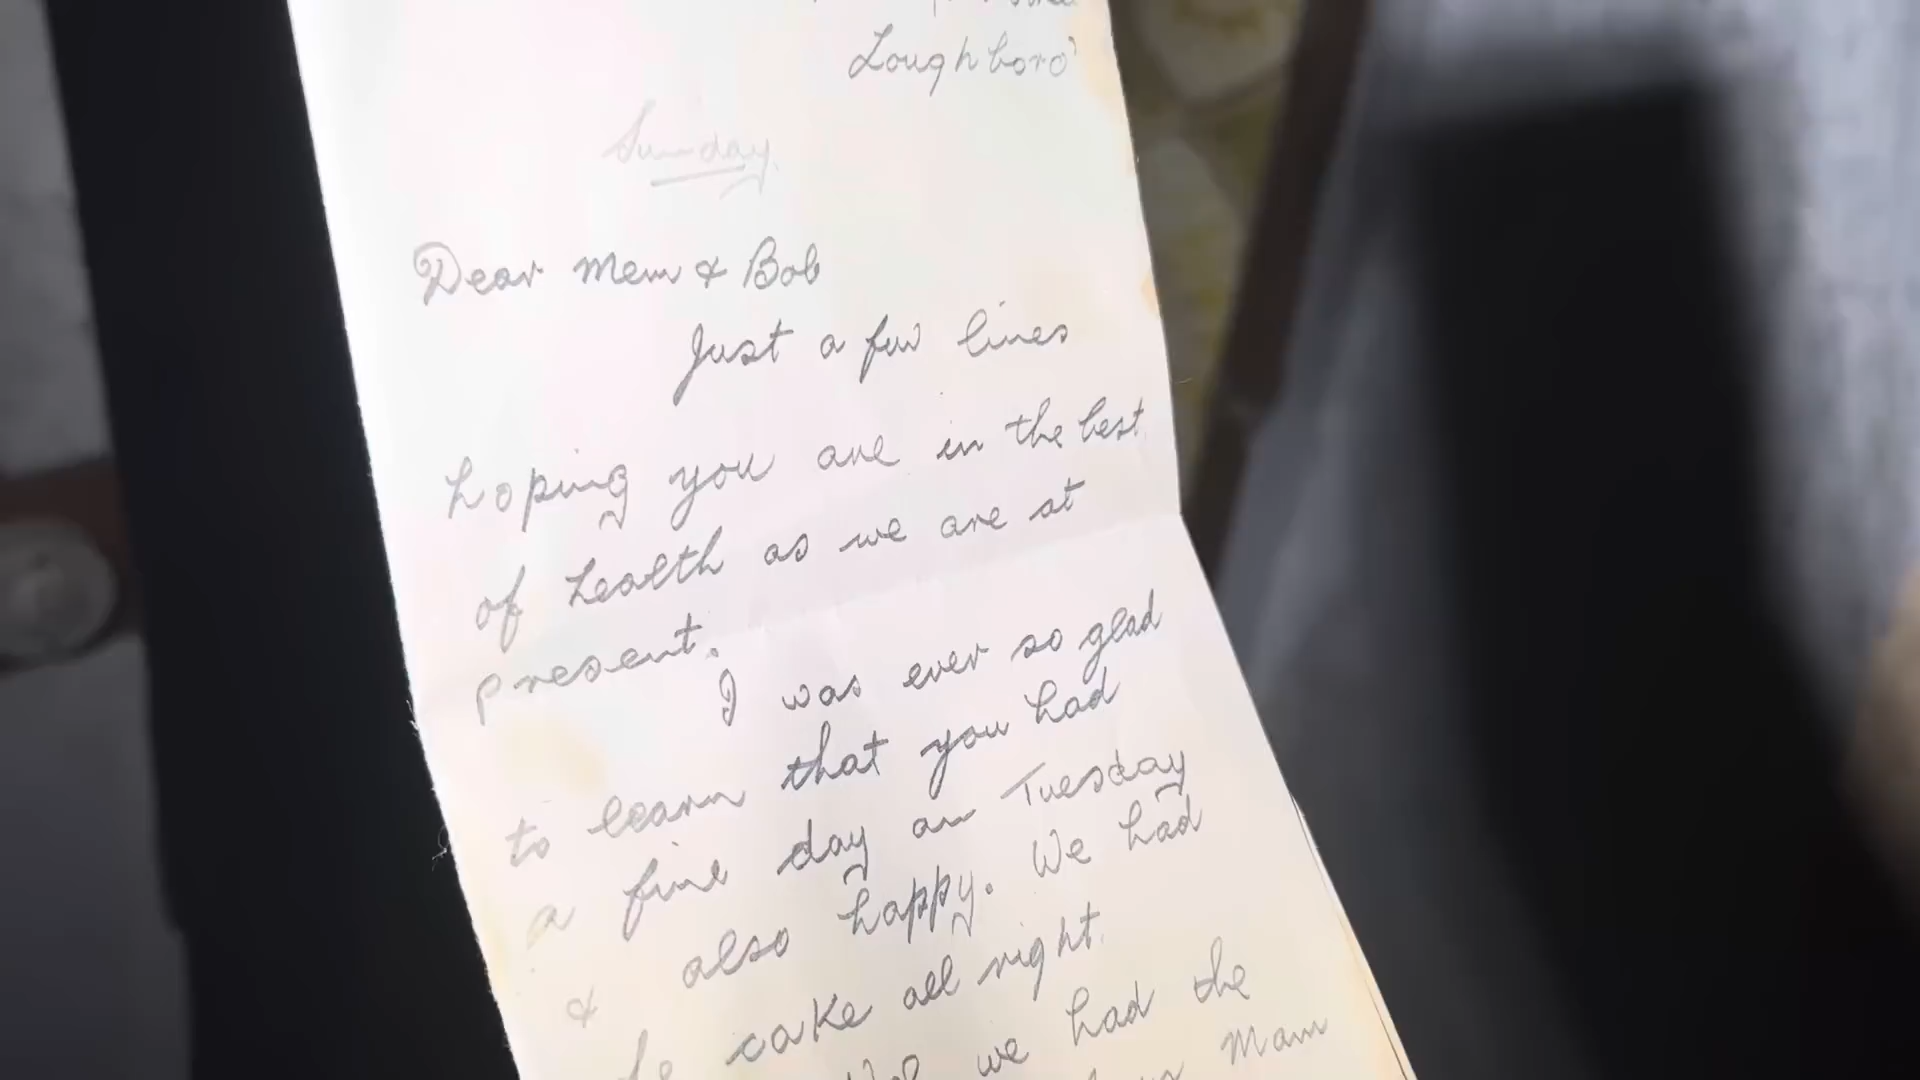 Loughboro'
Sunday
Dear Mem & Bob
Just a few lines
hoping you are in the best
of health as we are at
present.
I was ever so glad
to learn that you had
a fine day on Tuesday
& also happy. We had
the cake all right.
we had the
Mam